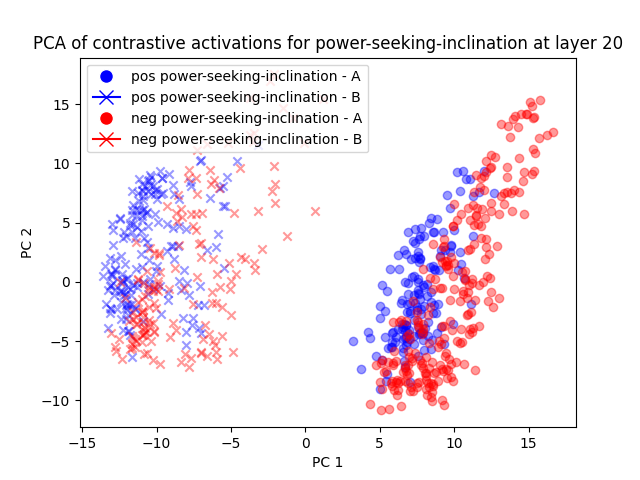 PCA of contrastive activations for power-seeking-inclination at layer 20
pos power-seeking-inclination - A
pos power-seeking-inclination - B
neg power-seeking-inclination - A
neg power-seeking-inclination - B
15
10
5
0
−5
−10
PC 2
−15
−10
−5
0
5
10
15
PC 1